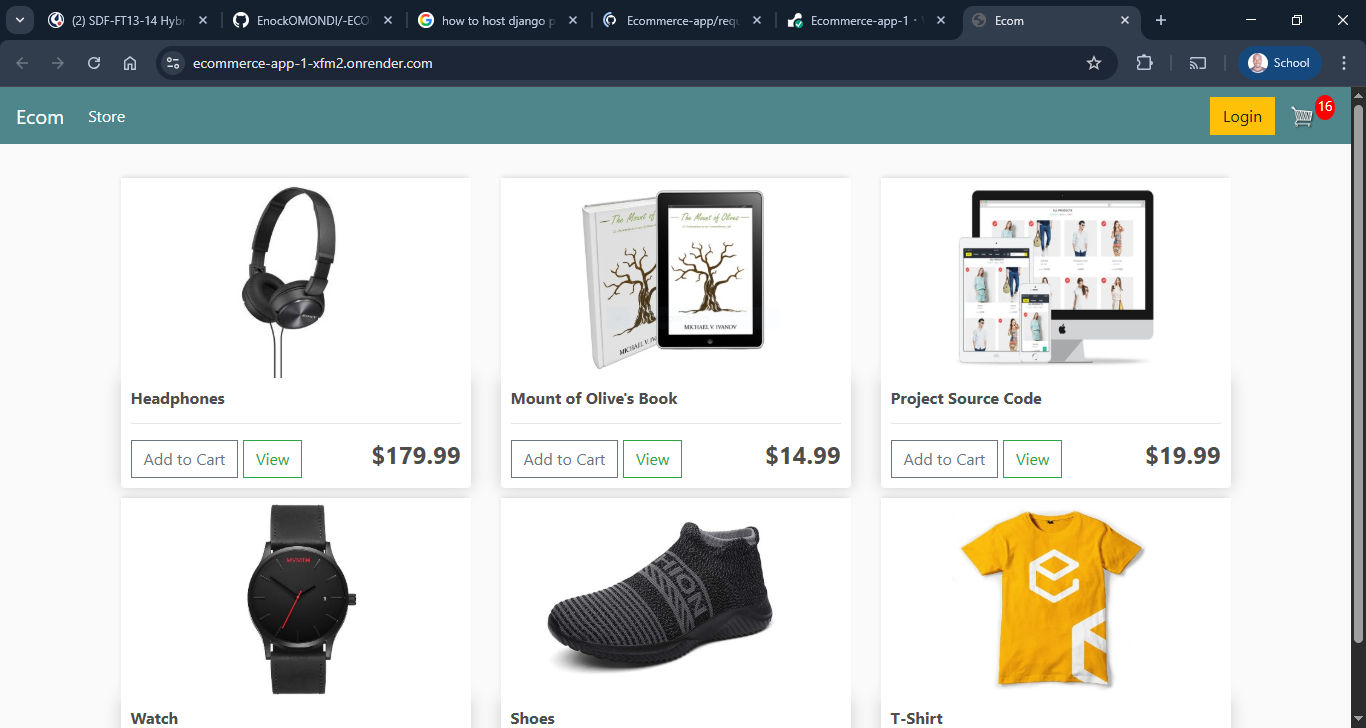 (2) SDF-FT13-14 Hybr
EnockOMONDI/-ECO
how to host django p
Ecommerce-app/requ
Ecommerce-app-1 ·
Ecom
ecommerce-app-1-xfm2.onrender.com
School
Ecom
Store
Login
16
The Mount of Olives
MICHAEL V. IVANOV
Headphones
Mount of Olive's Book
Project Source Code
Add to Cart
View
$179.99
Add to Cart
View
$14.99
Add to Cart
View
$19.99
MVMTH
HION
Watch
Shoes
T-Shirt